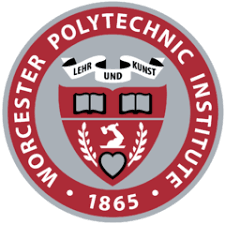 WORCESTER POLYTECHNIC INSTITUTE
LEHR UND KUNST
• 1865 •